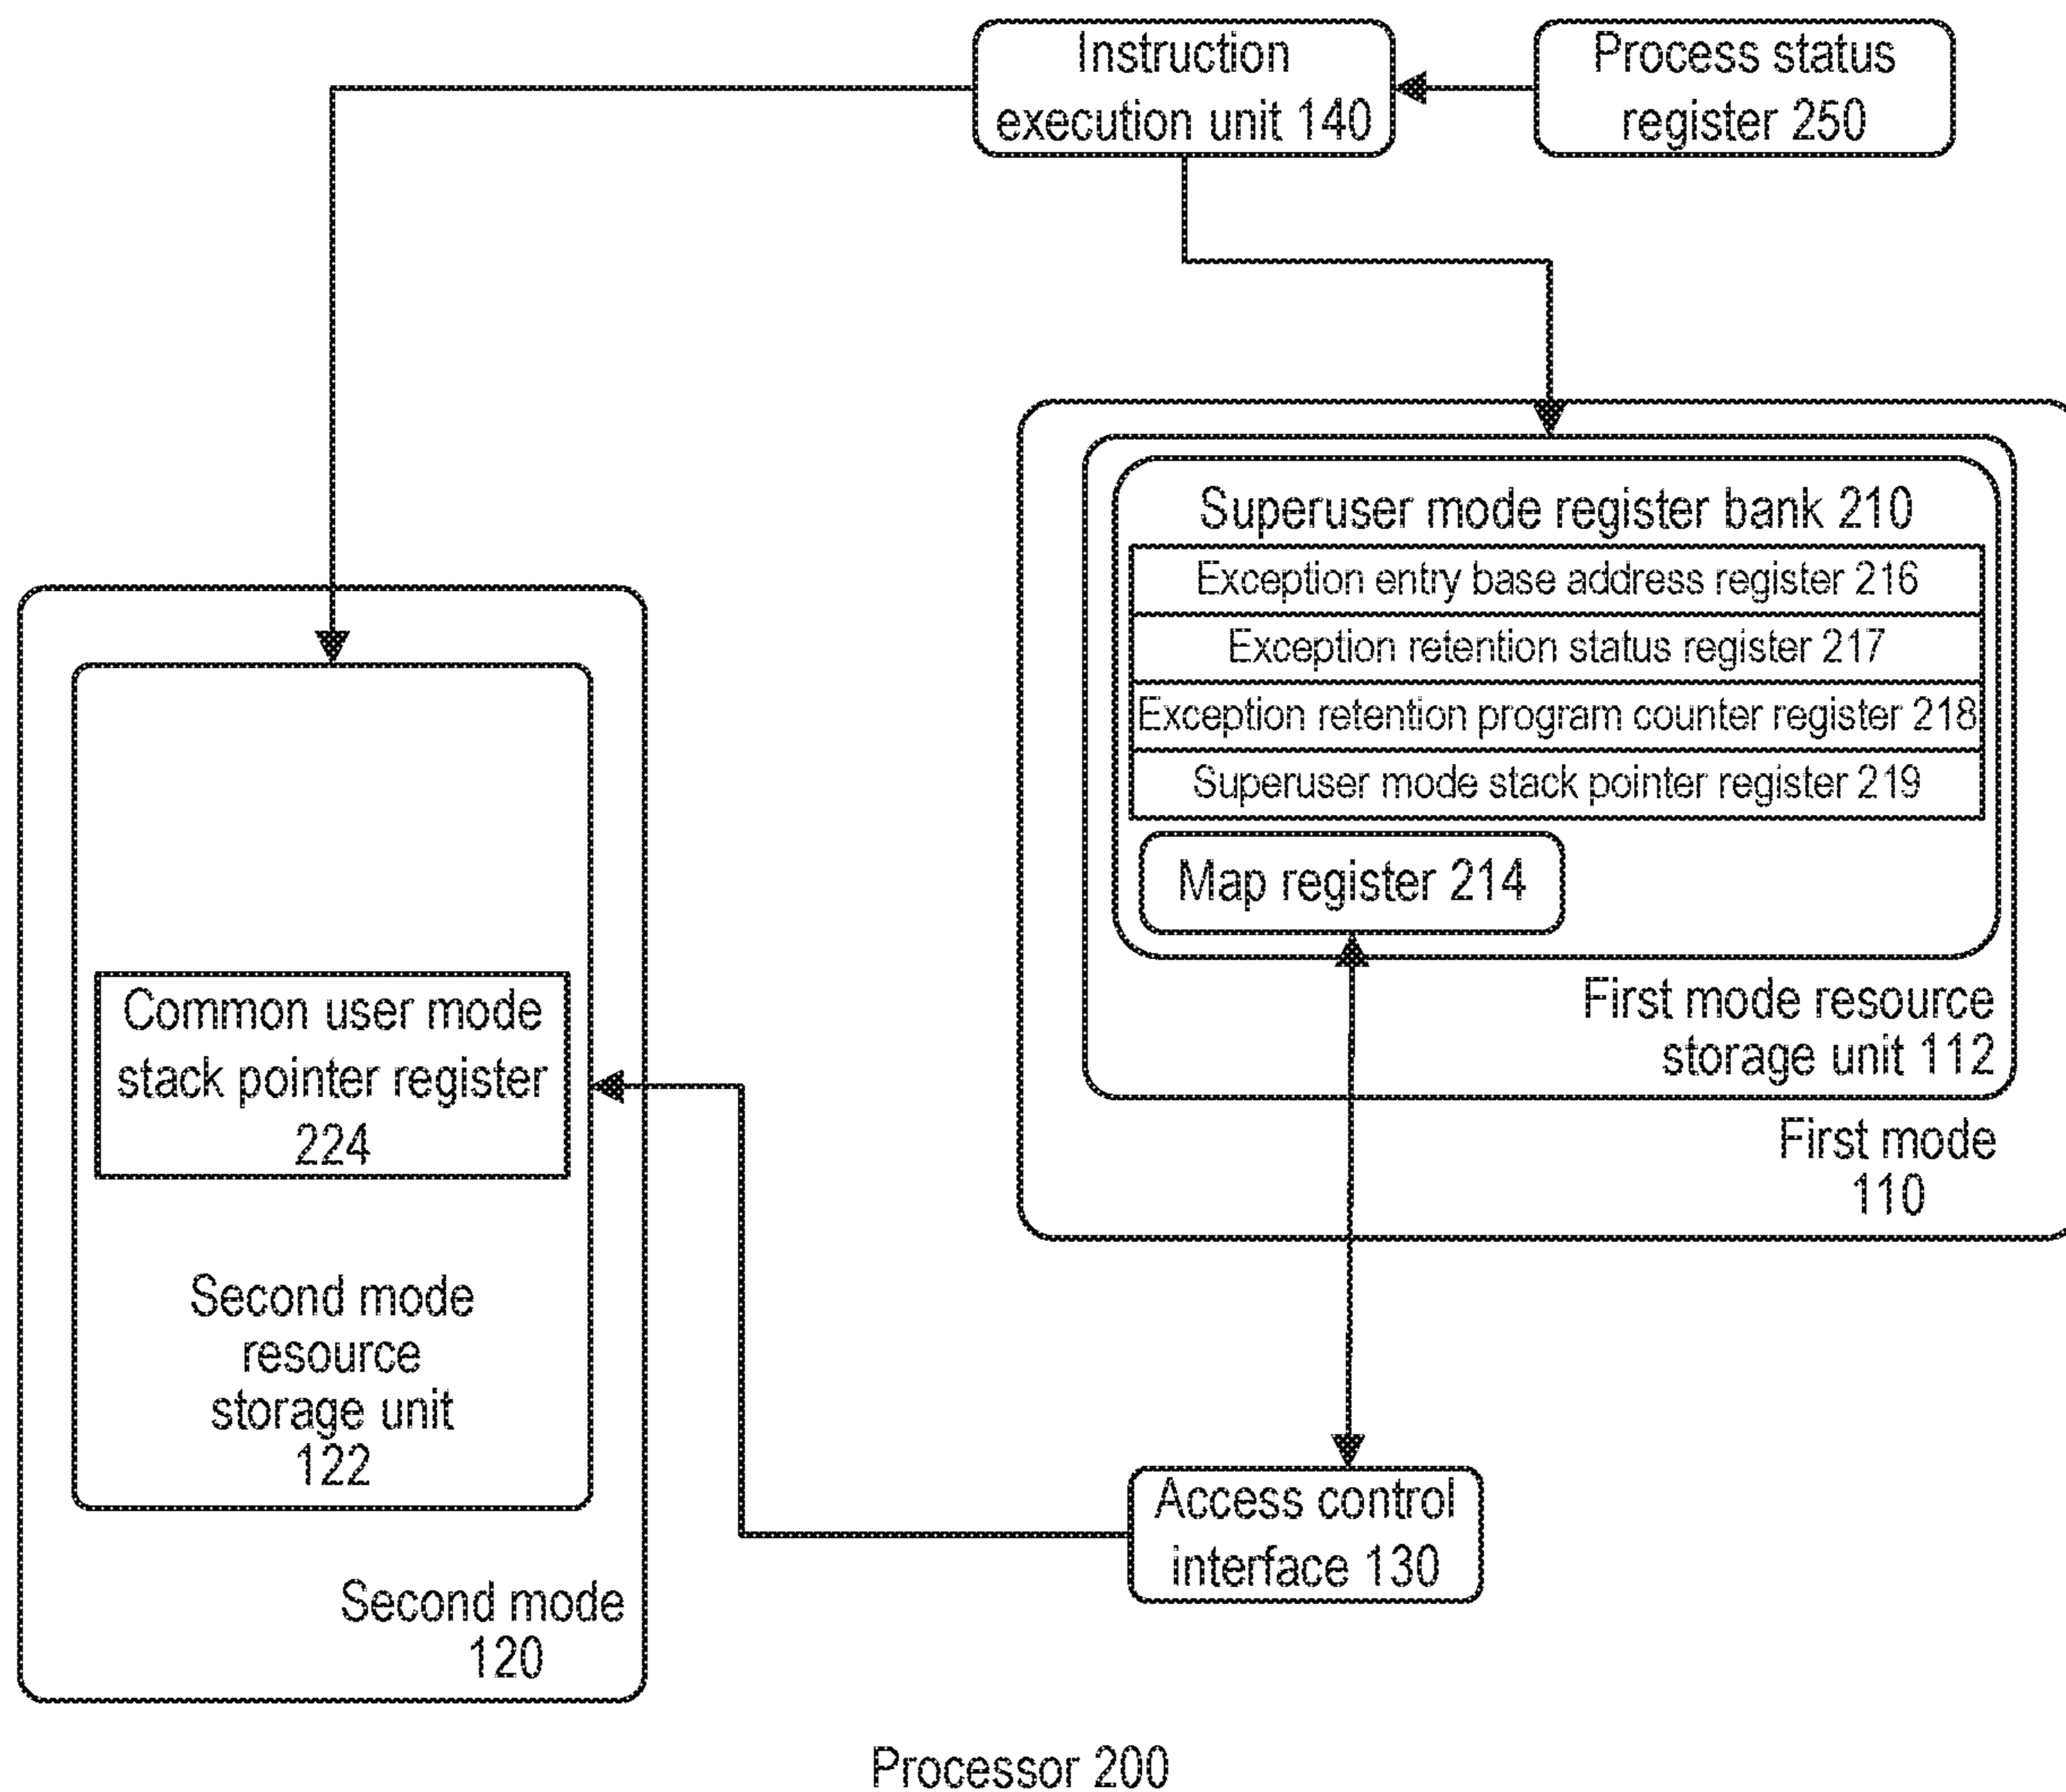 Instruction
execution unit 140
Process status
register 250
Superuser mode register bank 210
Exception entry base address register 216
Exception retention status register 217
Exception retention program counter register 218
Superuser mode stack pointer register 219
Map register 214
First mode resource
storage unit 112
First mode
110
Common user mode
stack pointer register
224
Second mode
resource
storage unit
122
Second mode
120
Access control
interface 130
Processor 200